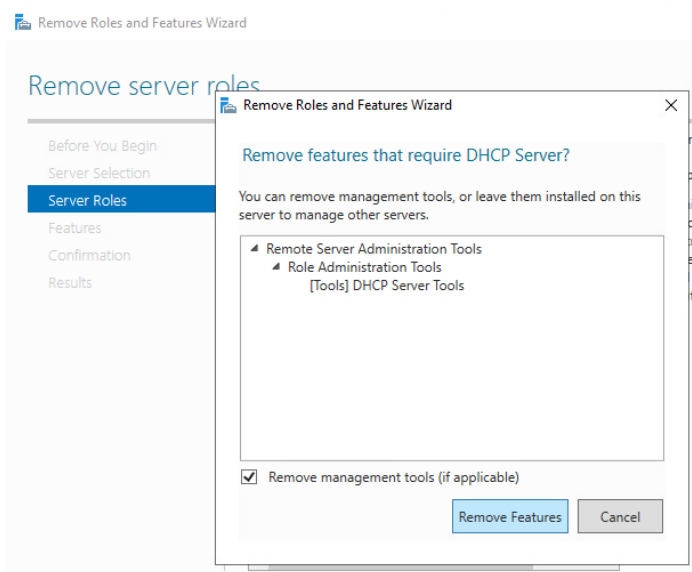 Remove Roles and Features Wizard
Remove server roles
Before You Begin
Server Selection
Server Roles
Features
Confirmation
Results
Remove Roles and Features Wizard
Remove features that require DHCP Server?
You can remove management tools, or leave them installed on this
server to manage other servers.
Remote Server Administration Tools
Role Administration Tools
[Tools] DHCP Server Tools
Remove management tools (if applicable)
Remove Features
Cancel